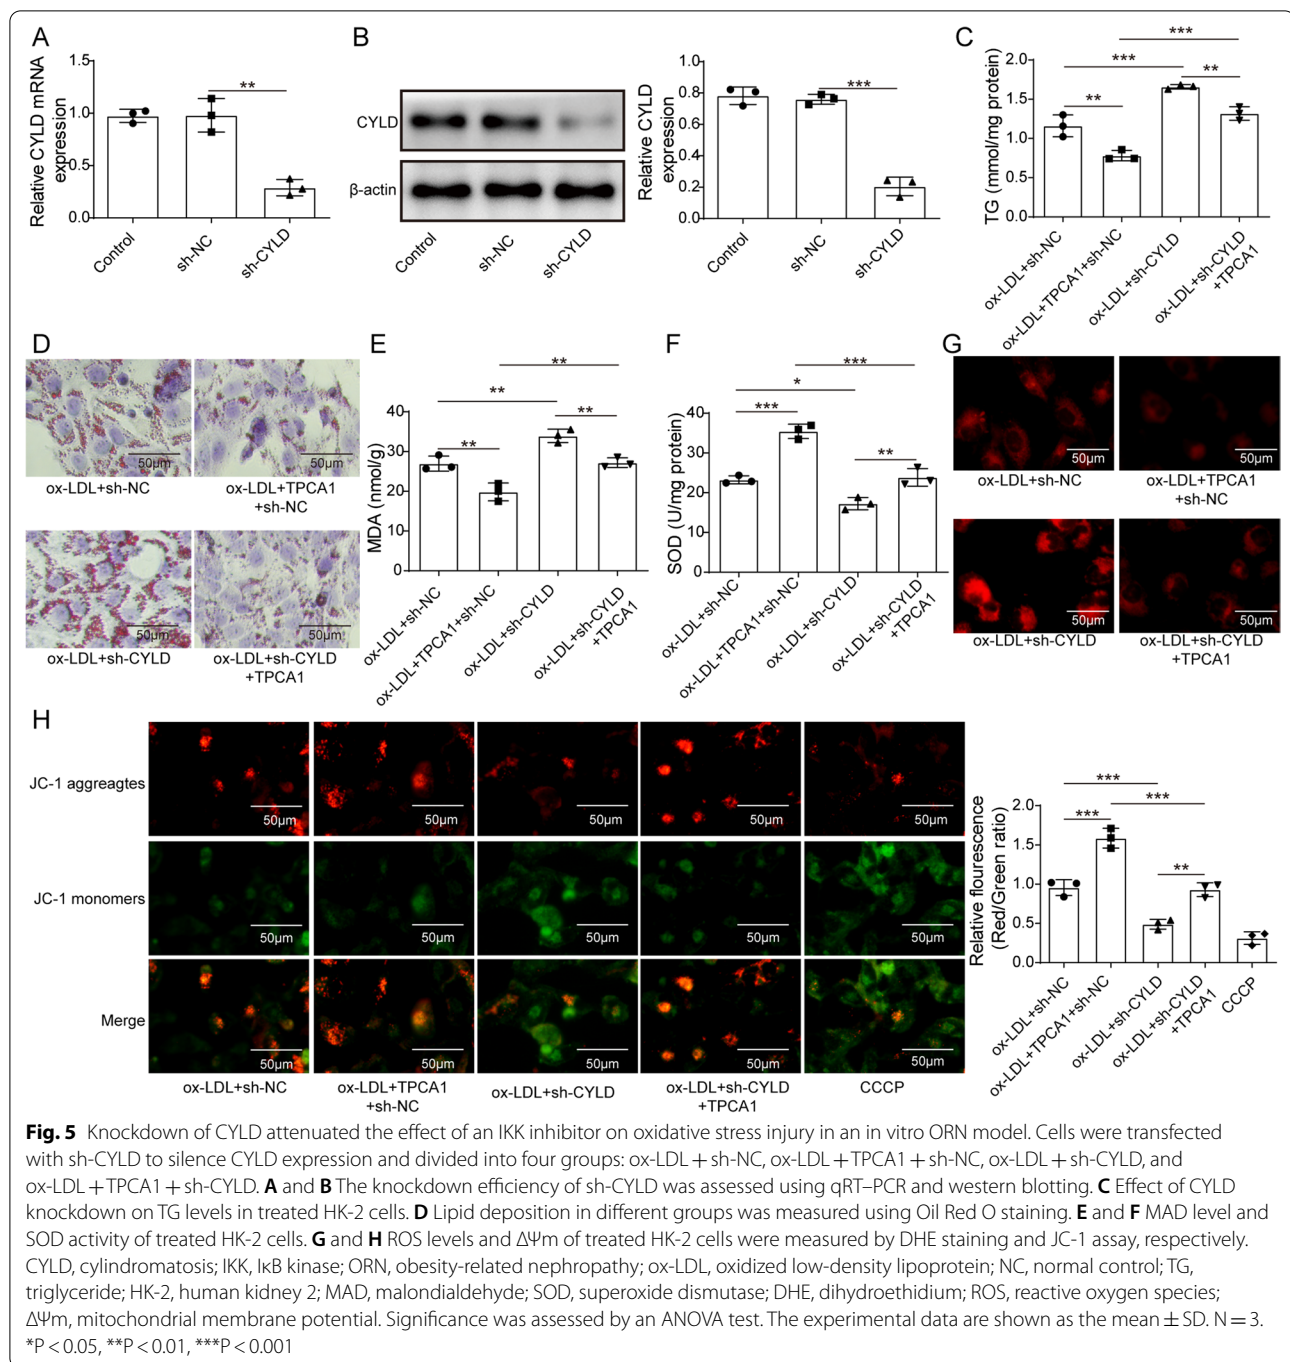 A
Relative CYLD mRNA
expression
1.5
1.0
0.5
0.0
**
Control
sh-NC
sh-CYLD
B
CYLD
β-actin
Control
sh-NC
sh-CYLD
Relative CYLD
expression
0.8
0.6
0.4
0.2
0.0
***
Control
sh-NC
sh-CYLD
C
TG (mmol/mg protein)
2.0
1.5
1.0
0.5
0.0
***
***
**
**
ox-LDL+sh-NC
ox-LDL+TPCA1+sh-NC
ox-LDL+sh-CYLD
ox-LDL+sh-CYLD
+TPCA1
D
50µm
50µm
ox-LDL+sh-NC
ox-LDL+TPCA1
+sh-NC
50µm
50µm
ox-LDL+sh-CYLD
ox-LDL+sh-CYLD
+TPCA1
E
MDA (nmol/g)
40
30
20
10
0
**
**
**
**
ox-LDL+sh-NC
ox-LDL+TPCA1+sh-NC
ox-LDL+sh-CYLD
ox-LDL+sh-CYLD
+TPCA1
F
SOD (U/mg protein)
40
30
20
10
0
***
*
***
**
ox-LDL+sh-NC
ox-LDL+TPCA1+sh-NC
ox-LDL+sh-CYLD
ox-LDL+sh-CYLD
+TPCA1
G
50µm
50µm
ox-LDL+sh-NC
ox-LDL+TPCA1
+sh-NC
50µm
50µm
ox-LDL+sh-CYLD
ox-LDL+sh-CYLD
+TPCA1
H
JC-1 aggreagtes
50µm
50µm
50µm
50µm
50µm
JC-1 monomers
50µm
50µm
50µm
50µm
50µm
Merge
50µm
50µm
50µm
50µm
50µm
ox-LDL+sh-NC
ox-LDL+TPCA1
+sh-NC
ox-LDL+sh-CYLD
ox-LDL+sh-CYLD
+TPCA1
CCCP
Relative flourescence
(Red/Green ratio)
2.0
1.5
1.0
0.5
0.0
***
***
***
**
ox-LDL+sh-NC
ox-LDL+TPCA1+sh-NC
ox-LDL+sh-CYLD
ox-LDL+sh-CYLD
+TPCA1
CCCP
Fig. 5 Knockdown of CYLD attenuated the effect of an IKK inhibitor on oxidative stress injury in an in vitro ORN model. Cells were transfected
with sh-CYLD to silence CYLD expression and divided into four groups: ox-LDL + sh-NC, ox-LDL + TPCA1 + sh-NC, ox-LDL + sh-CYLD, and
ox-LDL + TPCA1 + sh-CYLD. A and B The knockdown efficiency of sh-CYLD was assessed using qRT–PCR and western blotting. C Effect of CYLD
knockdown on TG levels in treated HK-2 cells. D Lipid deposition in different groups was measured using Oil Red O staining. E and F MAD level and
SOD activity of treated HK-2 cells. G and H ROS levels and ΔΨm of treated HK-2 cells were measured by DHE staining and JC-1 assay, respectively.
CYLD, cylindromatosis; IKK, IκB kinase; ORN, obesity-related nephropathy; ox-LDL, oxidized low-density lipoprotein; NC, normal control; TG,
triglyceride; HK-2, human kidney 2; MAD, malondialdehyde; SOD, superoxide dismutase; DHE, dihydroethidium; ROS, reactive oxygen species;
ΔΨm, mitochondrial membrane potential. Significance was assessed by an ANOVA test. The experimental data are shown as the mean ± SD. N = 3.
*P < 0.05, **P < 0.01, ***P < 0.001